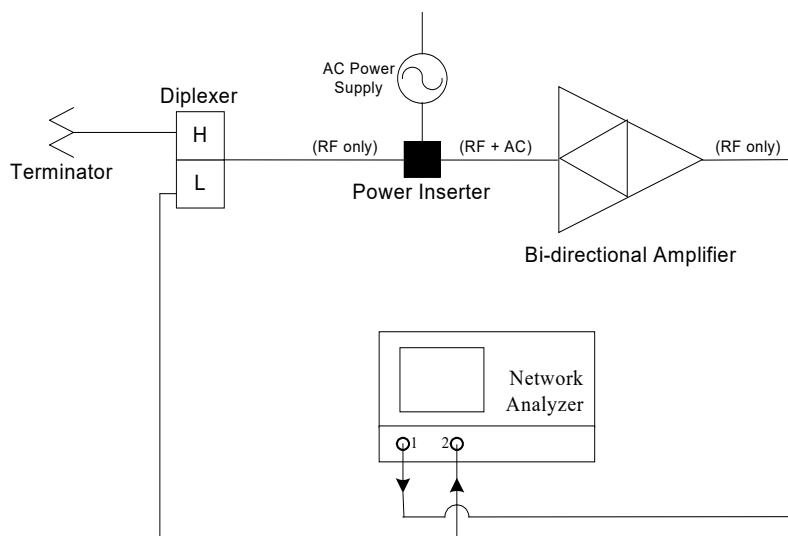 AC Power
Supply
Diplexer
H
(RF only)
(RF + AC)
(RF only)
Terminator
L
Power Inserter
Bi-directional Amplifier
Network
Analyzer
1
2